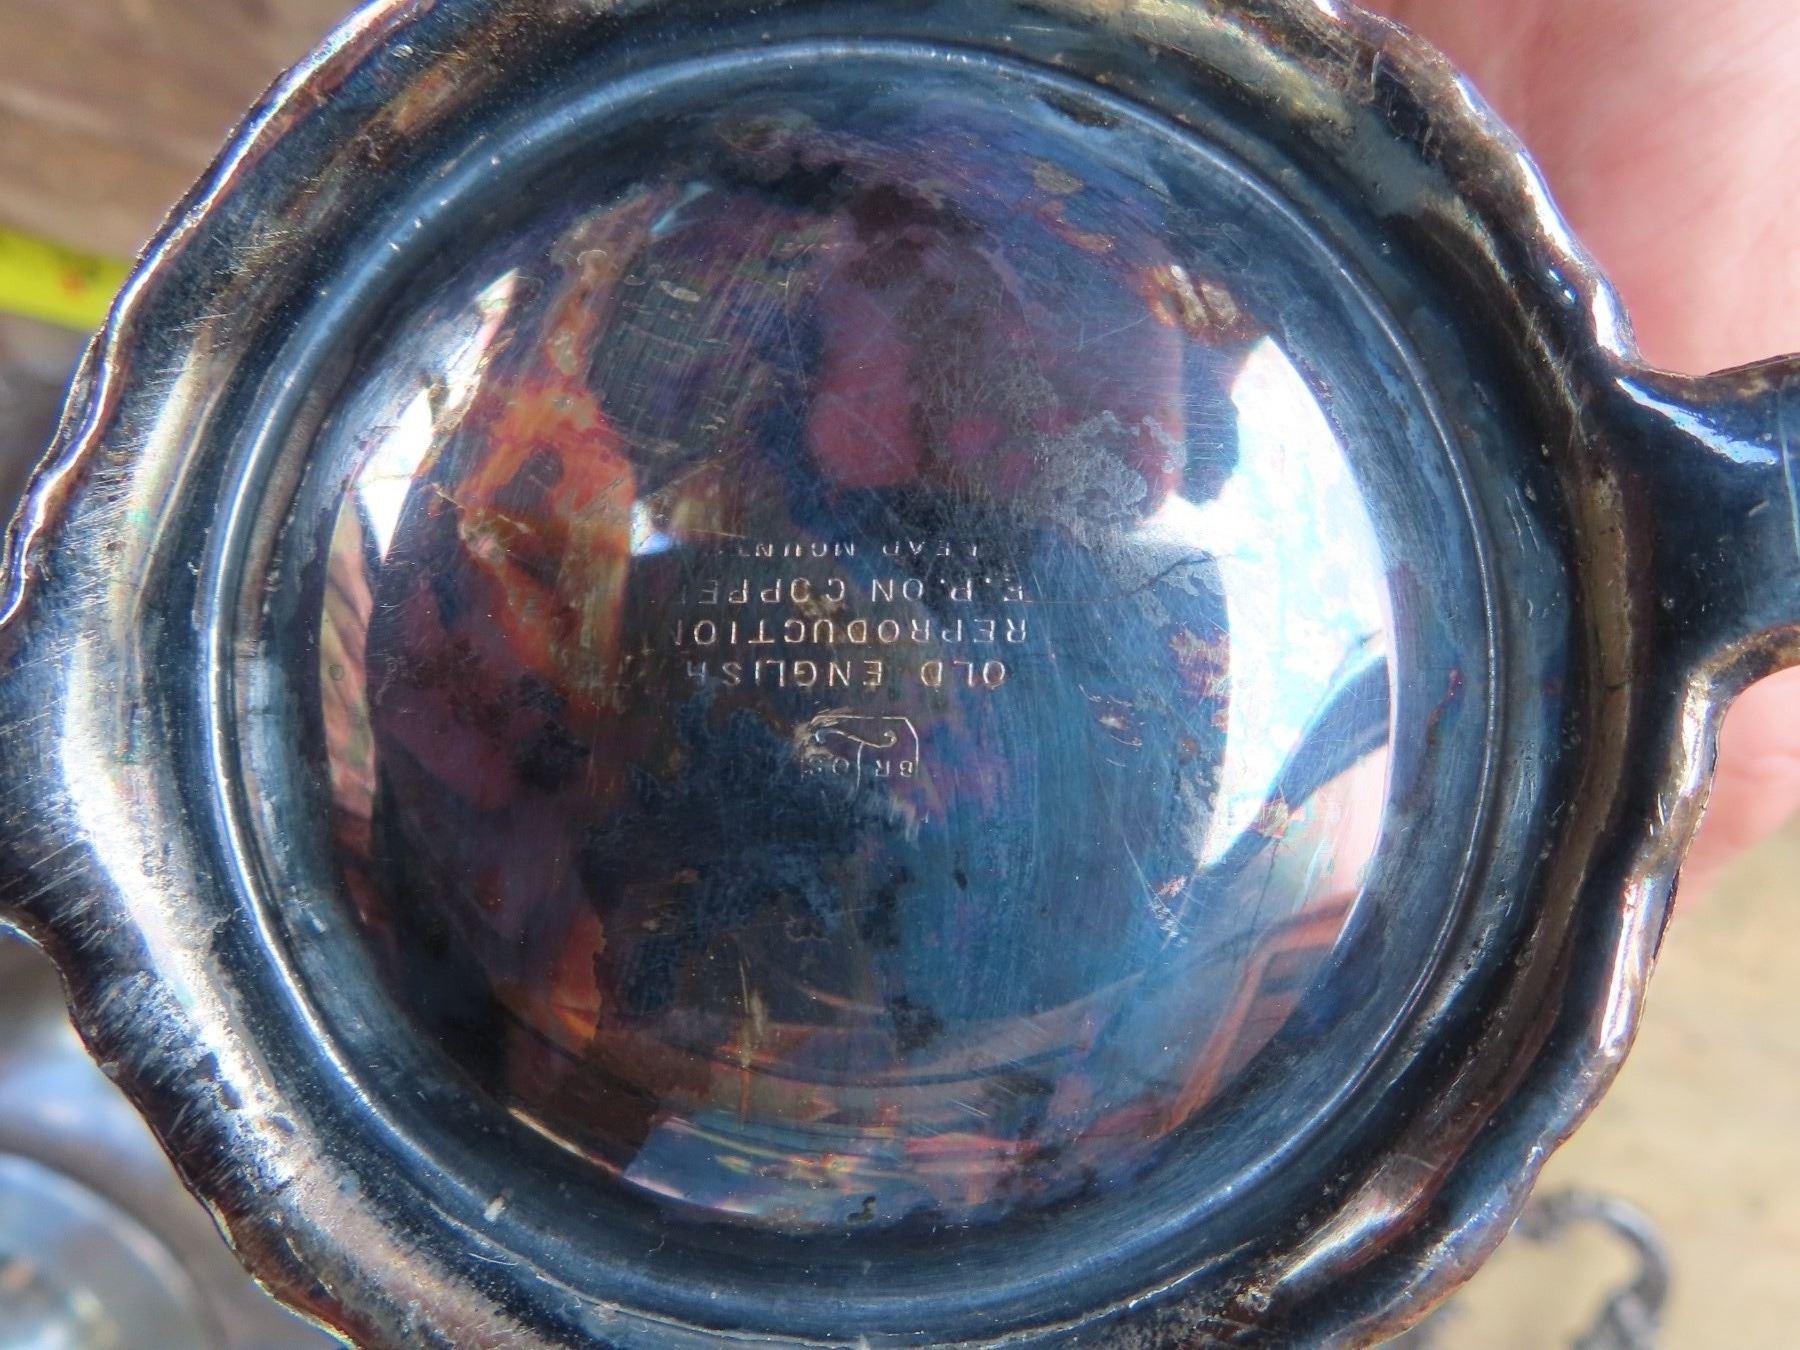 OLD ENGLISH
REPRODUCTION
E.P. ON COPPER
LEAD MOUNTS